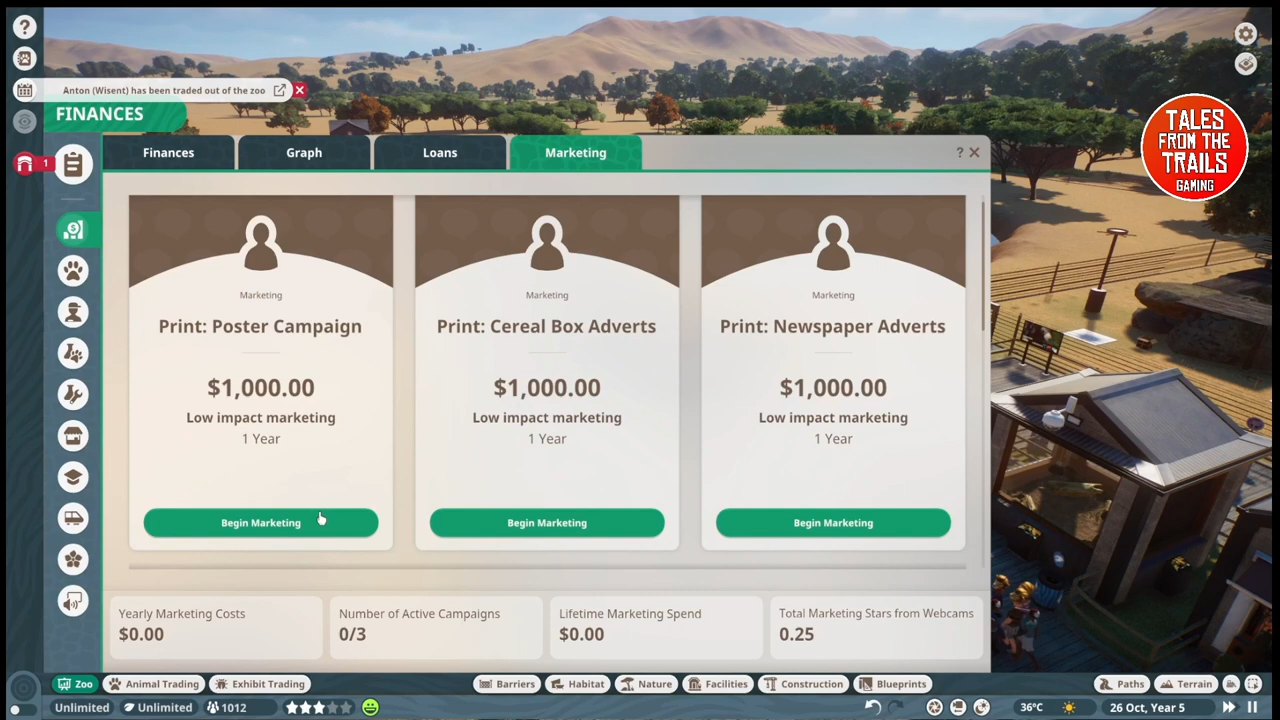 Anton (Wisent) has been traded out of the zoo
FINANCES
TALES
FROM THE
TRAILS
GAMING
Finances
Graph
Loans
Marketing
?
1
Marketing
Print: Poster Campaign
$1,000.00
Low impact marketing
1 Year
Begin Marketing
Marketing
Print: Cereal Box Adverts
$1,000.00
Low impact marketing
1 Year
Begin Marketing
Marketing
Print: Newspaper Adverts
$1,000.00
Low impact marketing
1 Year
Begin Marketing
Yearly Marketing Costs
$0.00
Number of Active Campaigns
0/3
Lifetime Marketing Spend
$0.00
Total Marketing Stars from Webcams
0.25
Zoo
Animal Trading
Exhibit Trading
Barriers
Habitat
Nature
Facilities
Construction
Blueprints
Paths
Terrain
Unlimited
Unlimited
1012
36°C
26 Oct, Year 5